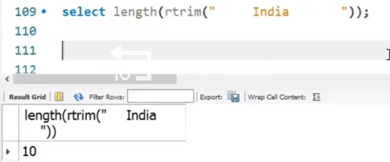 109 select length(rtrim("     India     "));
110
111
112
10
Result Grid Filter Rows: Export: Wrap Cell Content:
length(rtrim("     India
"))
10